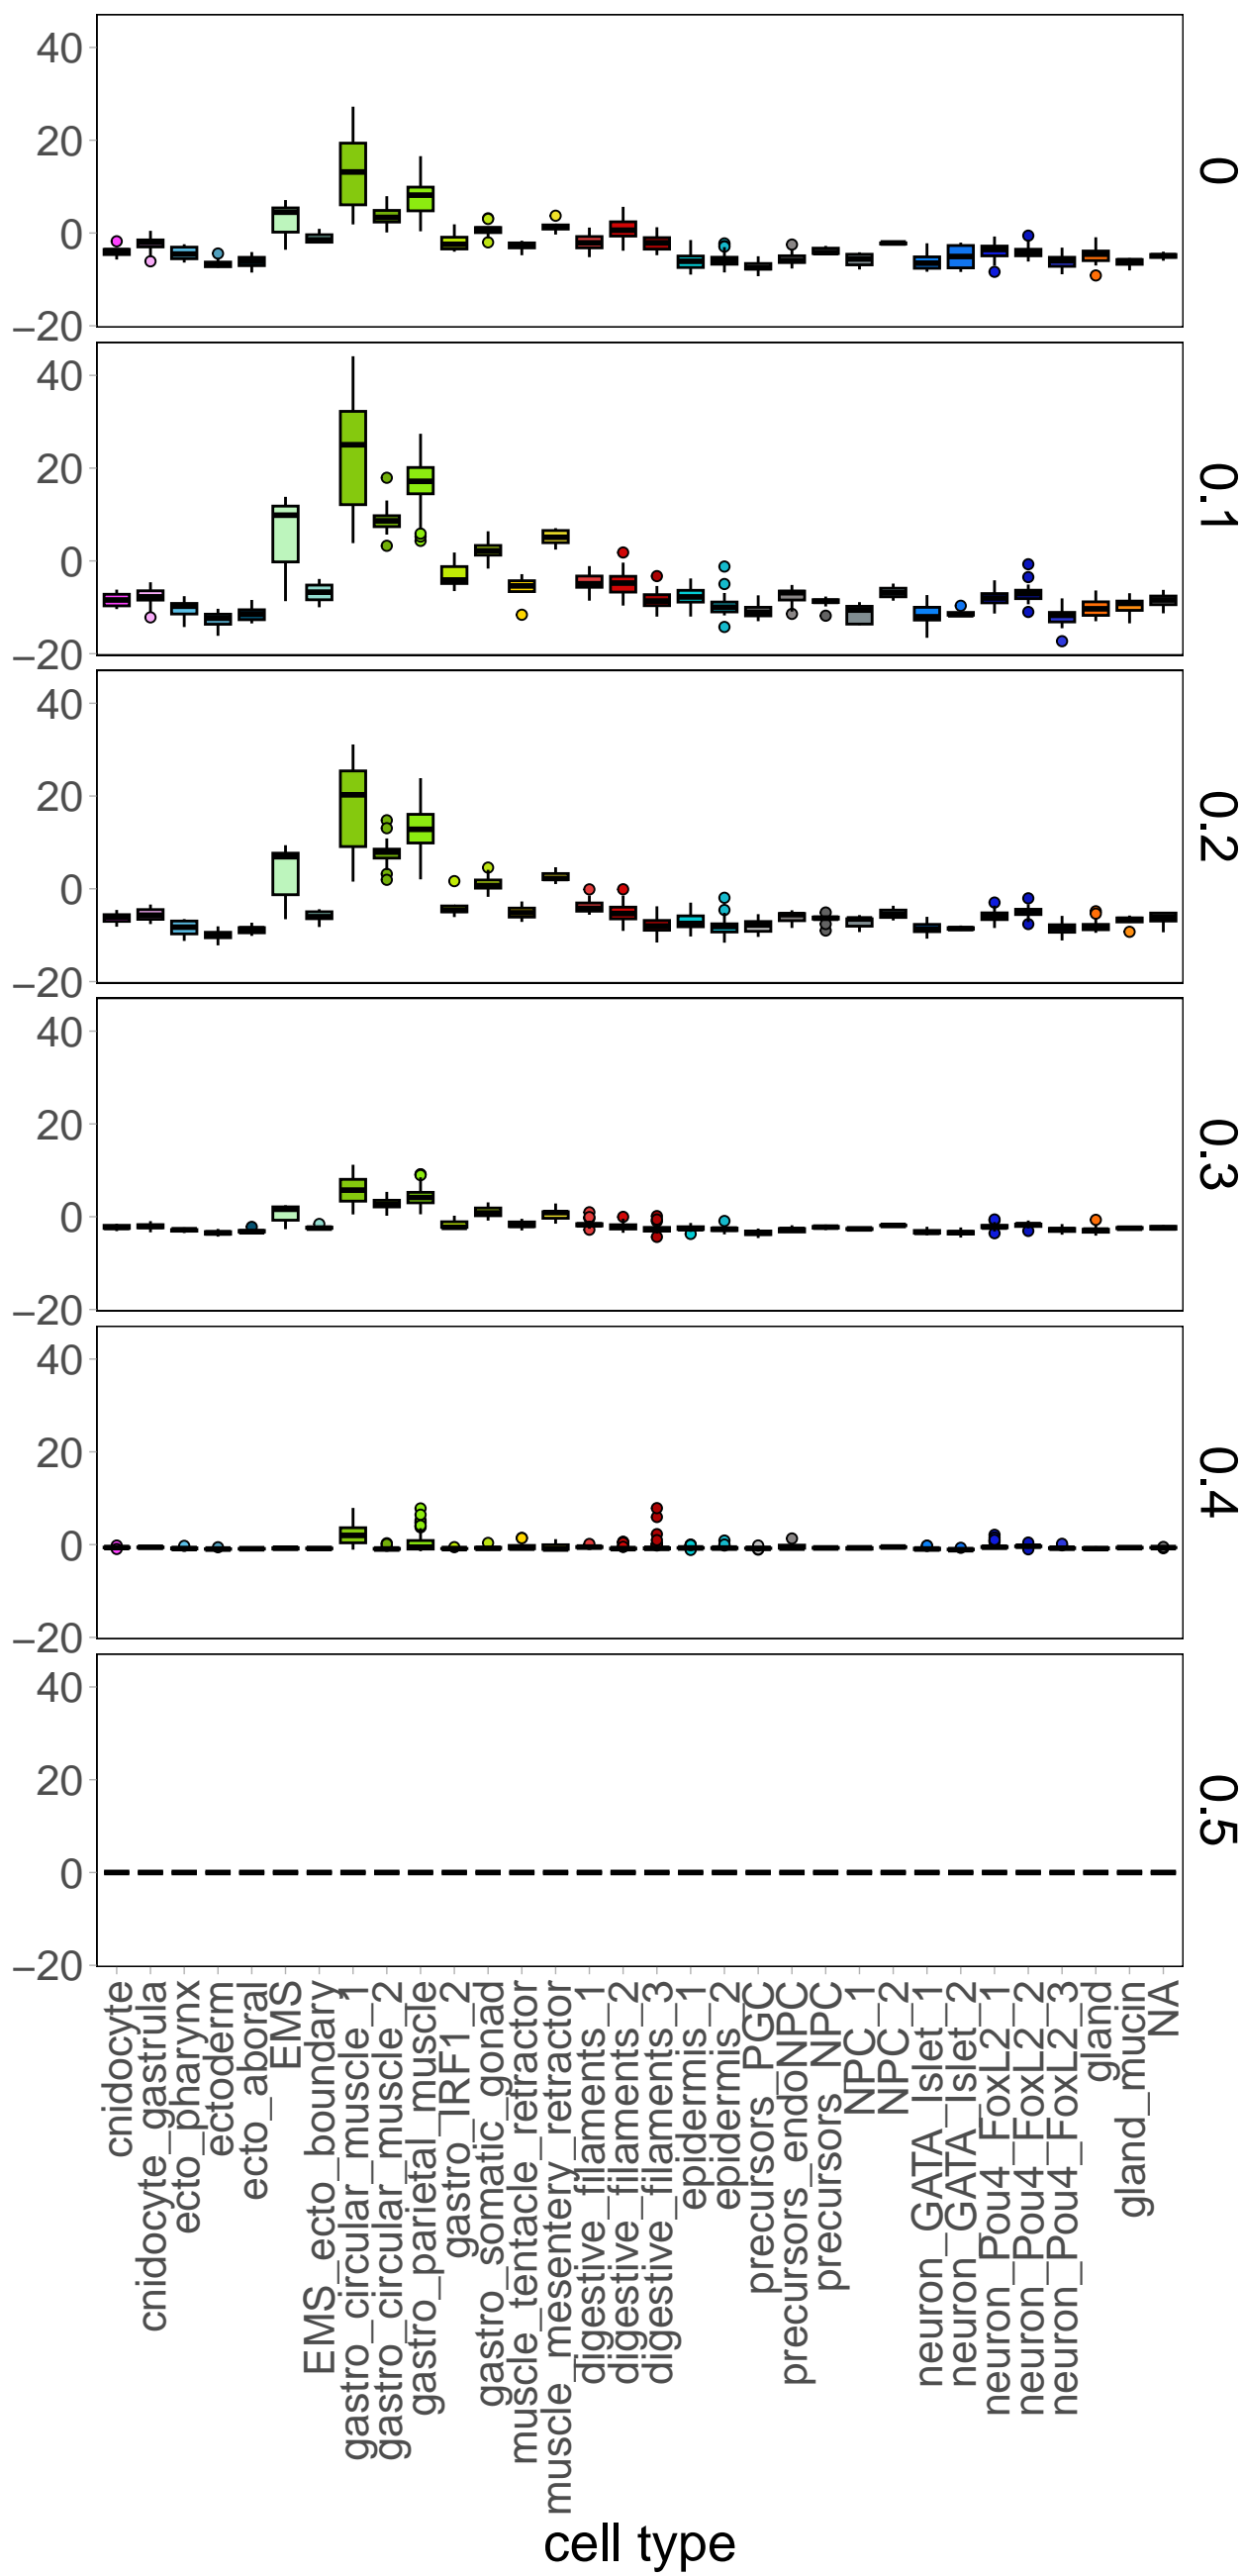 40
20
0
−20
0
40
20
0
−20
0.1
40
20
0
−20
0.2
40
20
0
−20
0.3
40
20
0
−20
0.4
40
20
0
−20
0.5
cnidocyte
cnidocyte_gastrula
ecto_pharynx
ectoderm
ecto_aboral
EMS
EMS_ecto_boundary
gastro_circular_muscle_1
gastro_circular_muscle_2
gastro_parietal_muscle
gastro_IRF1_2
gastro_somatic_gonad
muscle_tentacle_retractor
muscle_mesentery_retractor
digestive_filaments_1
digestive_filaments_2
digestive_filaments_3
epidermis_1
epidermis_2
precursors_PGC
precursors_endoNPC
precursors_NPC
NPC_1
NPC_2
neuron_GATA_Islet_1
neuron_GATA_Islet_2
neuron_Pou4_FoxL2_1
neuron_Pou4_FoxL2_2
neuron_Pou4_FoxL2_3
gland
gland_mucin
NA
cell type